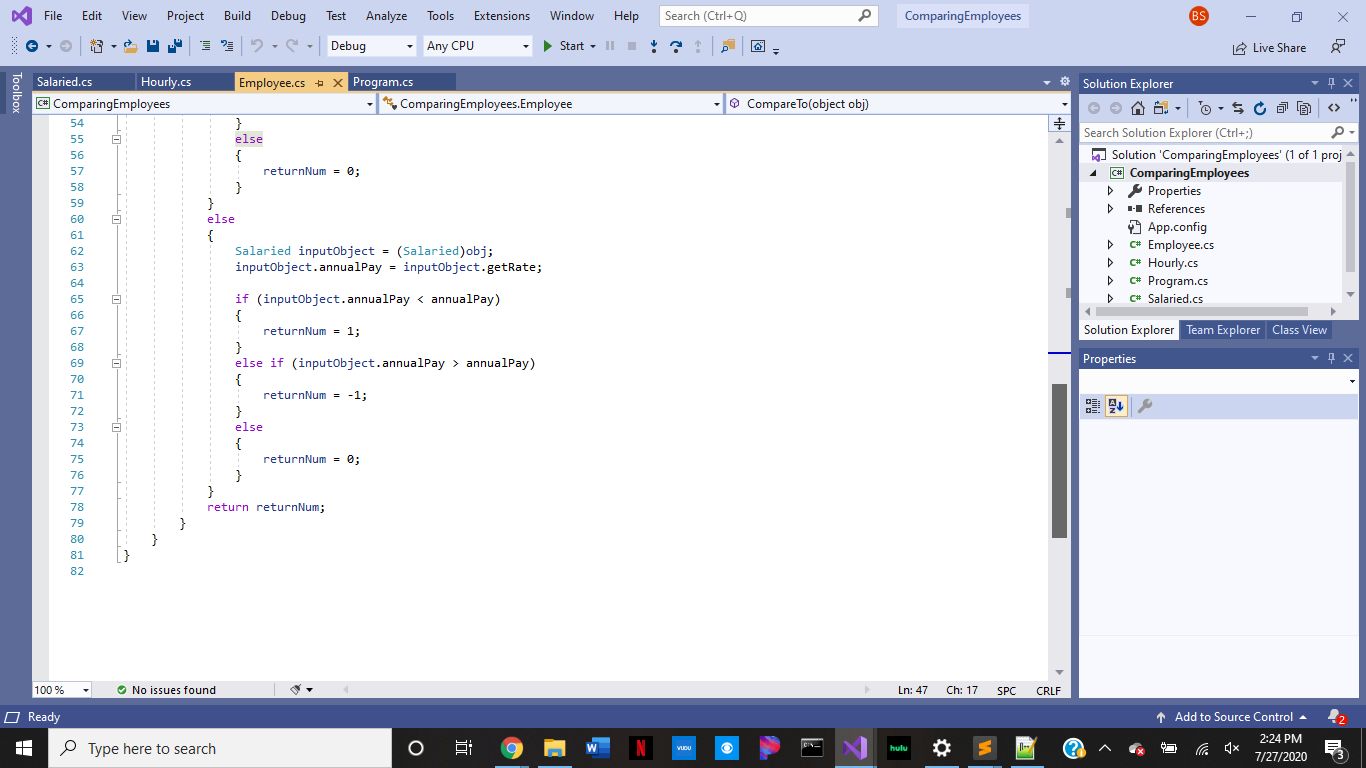 File Edit View Project Build Debug Test Analyze Tools Extensions Window Help Search (Ctrl+Q) ComparingEmployees BS
Debug Any CPU Start Live Share
Toolbox
Salaried.cs Hourly.cs Employee.cs Program.cs
ComparingEmployees ComparingEmployees.Employee CompareTo(object obj)
54 }
55 else
56 {
57 returnNum = 0;
58 }
59 }
60 else
61 {
62 Salaried inputObject = (Salaried)obj;
63 inputObject.annualPay = inputObject.getRate;
64
65 if (inputObject.annualPay < annualPay)
66 {
67 returnNum = 1;
68 }
69 else if (inputObject.annualPay > annualPay)
70 {
71 returnNum = -1;
72 }
73 else
74 {
75 returnNum = 0;
76 }
77 }
78 return returnNum;
79 }
80 }
81 }
82
100 % No issues found Ln: 47 Ch: 17 SPC CRLF
Solution Explorer
Search Solution Explorer (Ctrl+;)
Solution 'ComparingEmployees' (1 of 1 proj
C# ComparingEmployees
Properties
References
App.config
C# Employee.cs
C# Hourly.cs
C# Program.cs
C# Salaried.cs
Solution Explorer Team Explorer Class View
Properties
Ready Add to Source Control 2
Type here to search W N VUDU hulu 2:24 PM
7/27/2020 3